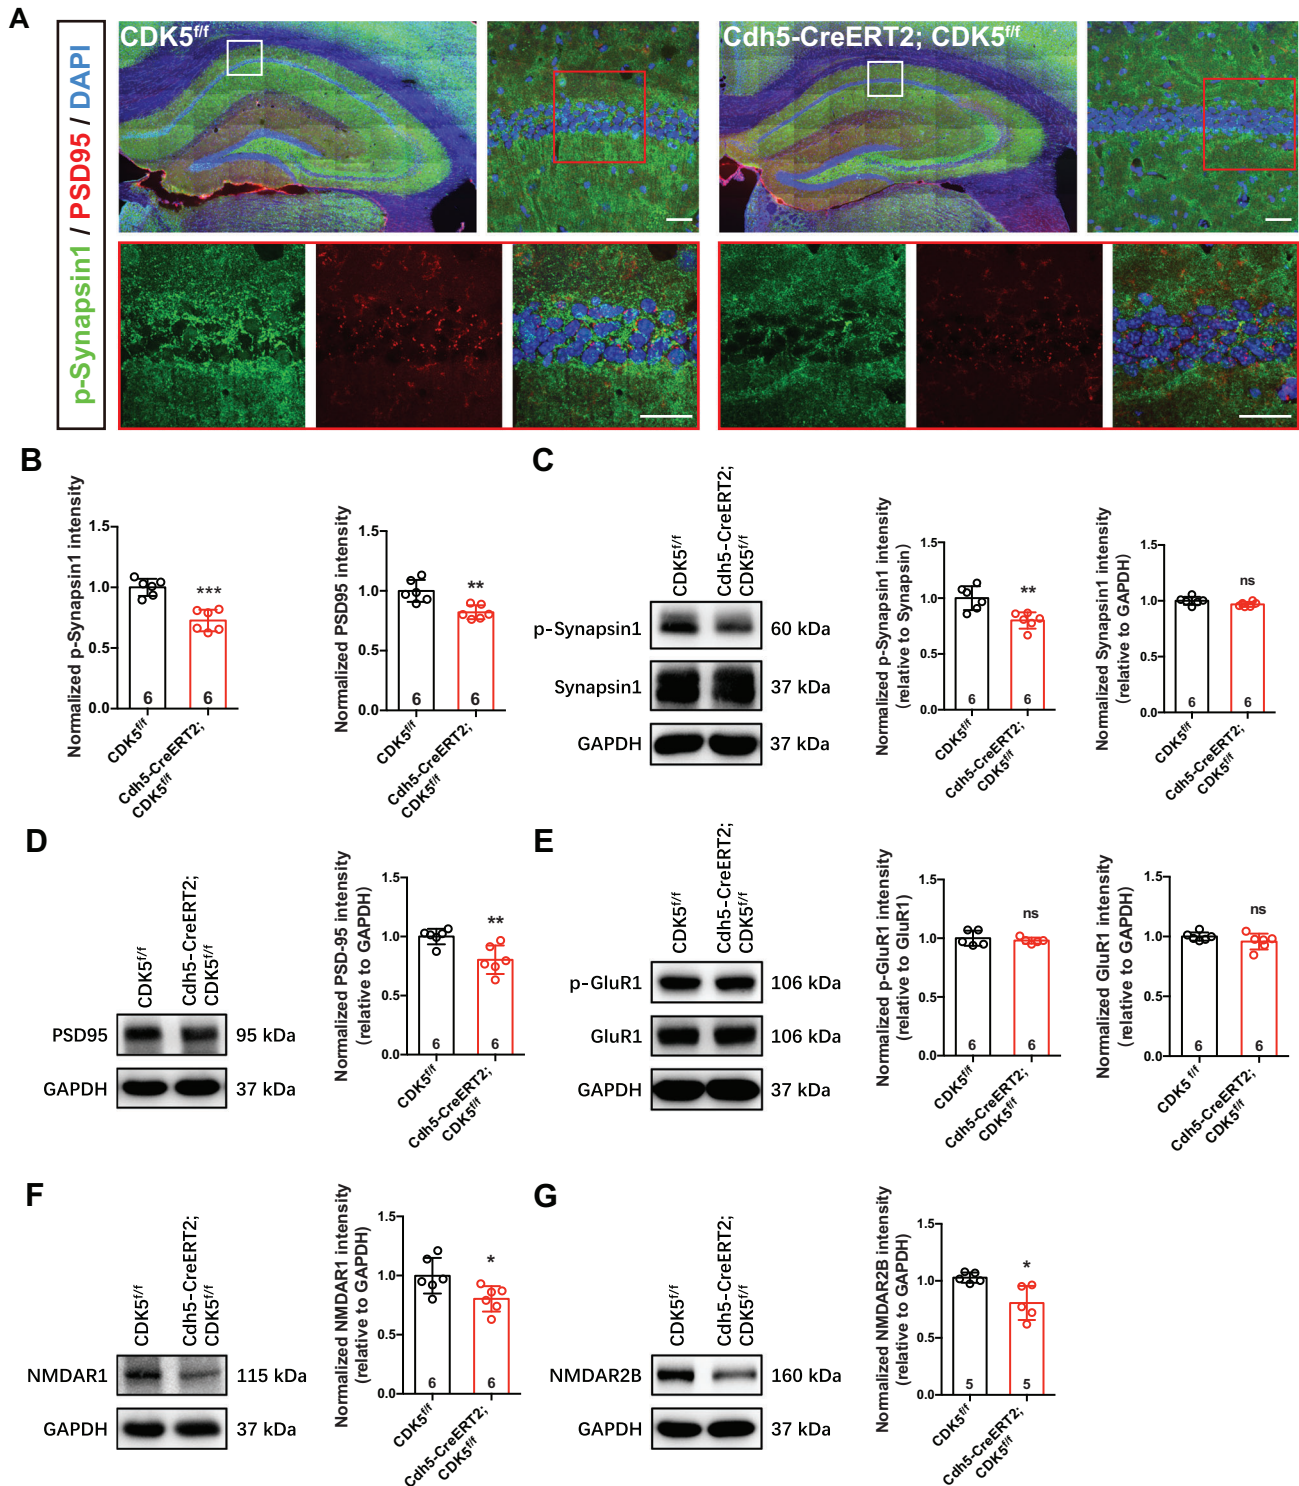 A
p-Synapsin1 / PSD95 / DAPI
CDK5f/f
Cdh5-CreERT2; CDK5f/f
B
Normalized p-Synapsin1 intensity
1.5
1.0
0.5
0.0
***
6
6
CDK5f/f
Cdh5-CreERT2;
CDK5f/f
Normalized PSD95 intensity
1.5
1.0
0.5
0.0
**
6
6
CDK5f/f
Cdh5-CreERT2;
CDK5f/f
C
CDK5f/f
Cdh5-CreERT2;
CDK5f/f
p-Synapsin1
60 kDa
Synapsin1
37 kDa
GAPDH
37 kDa
Normalized p-Synapsin1 intensity
(relative to Synapsin)
1.5
1.0
0.5
0.0
**
6
6
CDK5f/f
Cdh5-CreERT2;
CDK5f/f
Normalized Synapsin1 intensity
(relative to GAPDH)
1.5
1.0
0.5
0.0
ns
6
6
CDK5f/f
Cdh5-CreERT2;
CDK5f/f
D
CDK5f/f
Cdh5-CreERT2;
CDK5f/f
PSD95
95 kDa
GAPDH
37 kDa
Normalized PSD-95 intensity
(relative to GAPDH)
1.5
1.0
0.5
0.0
**
6
6
CDK5f/f
Cdh5-CreERT2;
CDK5f/f
E
CDK5f/f
Cdh5-CreERT2;
CDK5f/f
p-GluR1
106 kDa
GluR1
106 kDa
GAPDH
37 kDa
Normalized p-GluR1 intensity
(relative to GluR1)
1.5
1.0
0.5
0.0
ns
6
6
CDK5f/f
Cdh5-CreERT2;
CDK5f/f
Normalized GluR1 intensity
(relative to GAPDH)
1.5
1.0
0.5
0.0
ns
6
6
CDK5 f/f
Cdh5-CreERT2;
CDK5f/f
F
CDK5f/f
Cdh5-CreERT2;
CDK5f/f
NMDAR1
115 kDa
GAPDH
37 kDa
Normalized NMDAR1 intensity
(relative to GAPDH)
1.5
1.0
0.5
0.0
*
6
6
CDK5f/f
Cdh5-CreERT2;
CDK5f/f
G
CDK5f/f
Cdh5-CreERT2;
CDK5f/f
NMDAR2B
160 kDa
GAPDH
37 kDa
Normalized NMDAR2B intensity
(relative to GAPDH)
1.5
1.0
0.5
0.0
*
5
5
CDK5f/f
Cdh5-CreERT2;
CDK5f/f